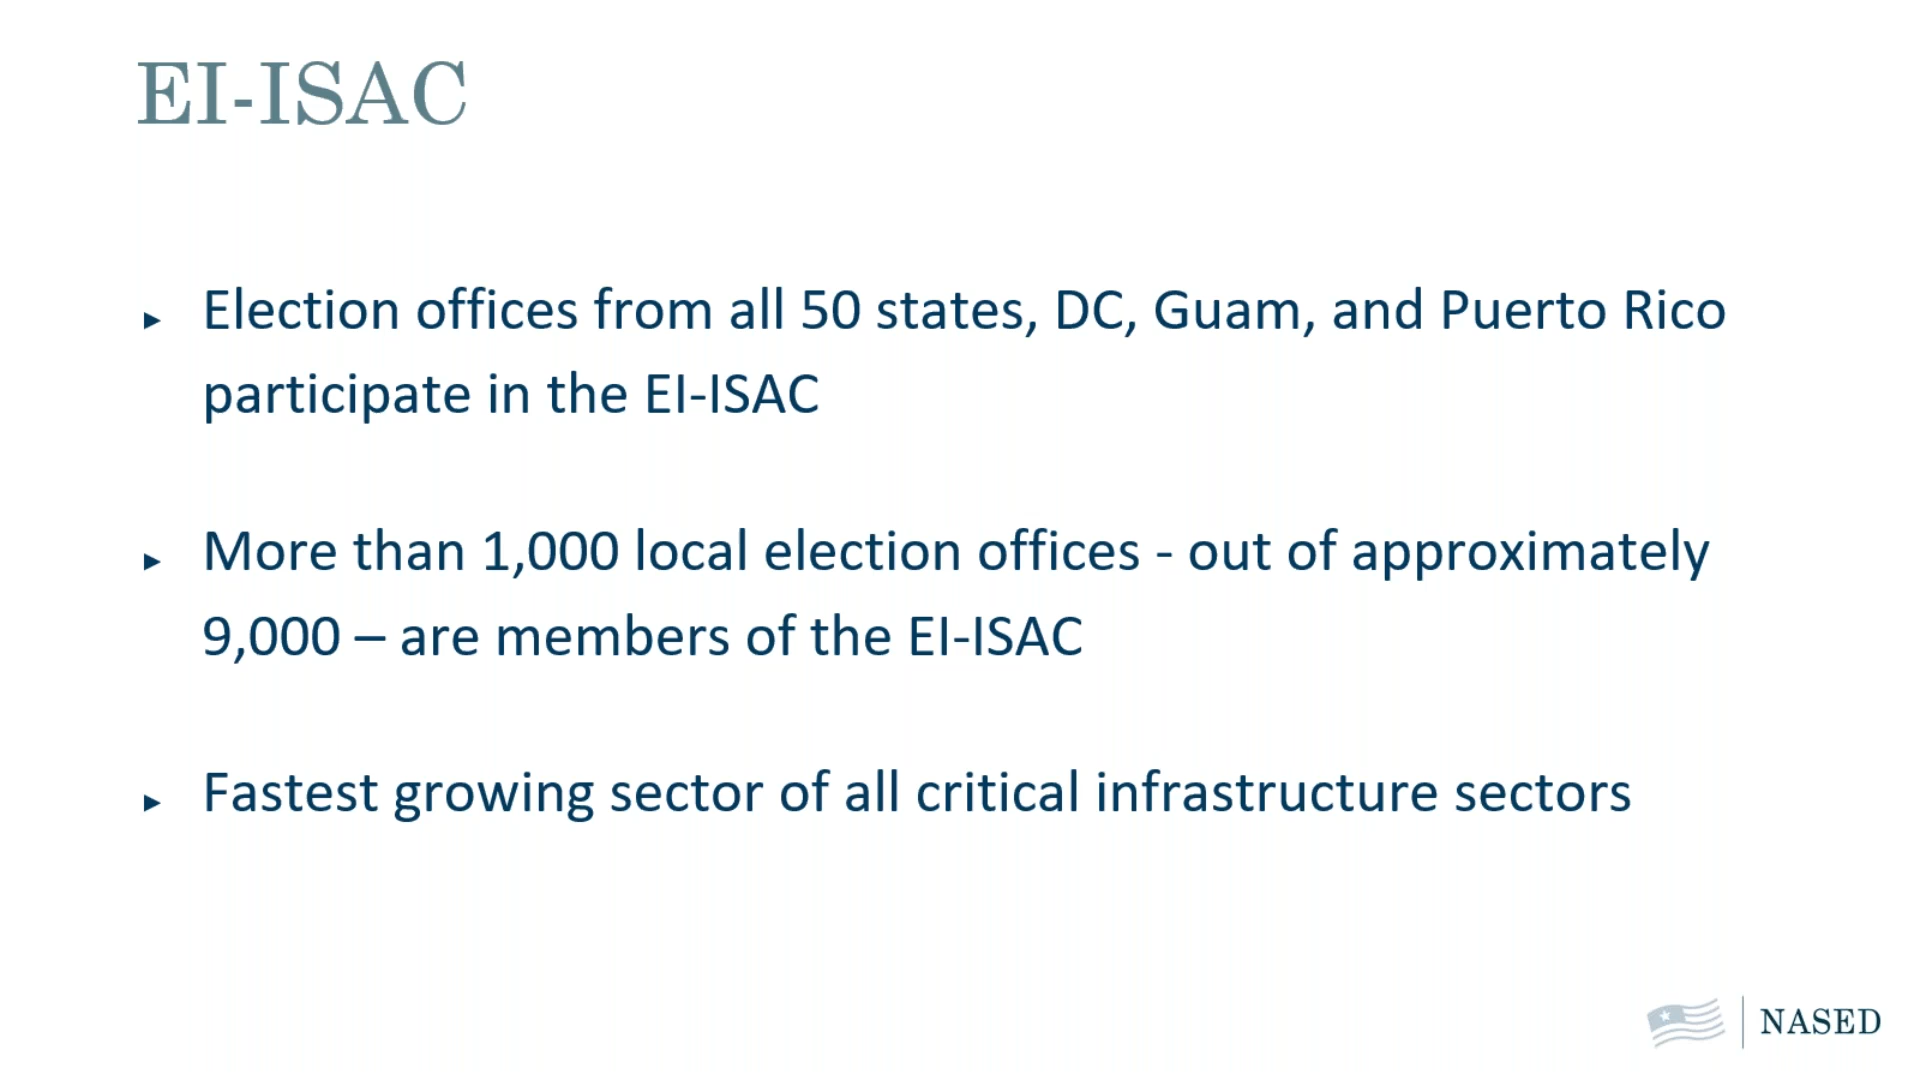 EI-ISAC
► Election offices from all 50 states, DC, Guam, and Puerto Rico
participate in the EI-ISAC
► More than 1,000 local election offices - out of approximately
9,000 – are members of the EI-ISAC
► Fastest growing sector of all critical infrastructure sectors
NASED